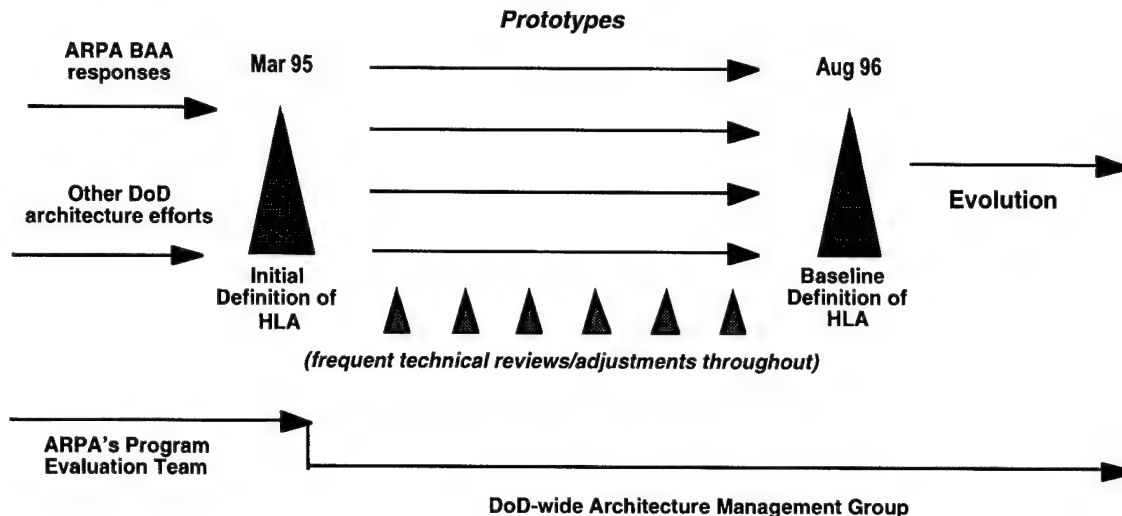 Prototypes
ARPA BAA
responses
Mar 95
Aug 96
Other DoD
architecture efforts
Evolution
Initial
Definition of
HLA
Baseline
Definition of
HLA
(frequent technical reviews/adjustments throughout)
ARPA's Program
Evaluation Team
DoD-wide Architecture Management Group